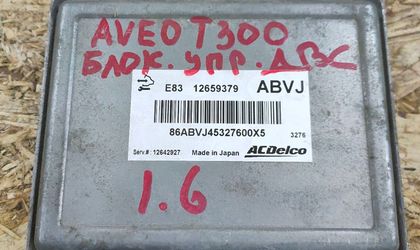 AVEO T300
БЛОК. УПР. ДВС
E83 12659379 ABVJ
86ABVJ45327600X5 3276
Serv.#: 12642927 Made in Japan ACDelco
1.6